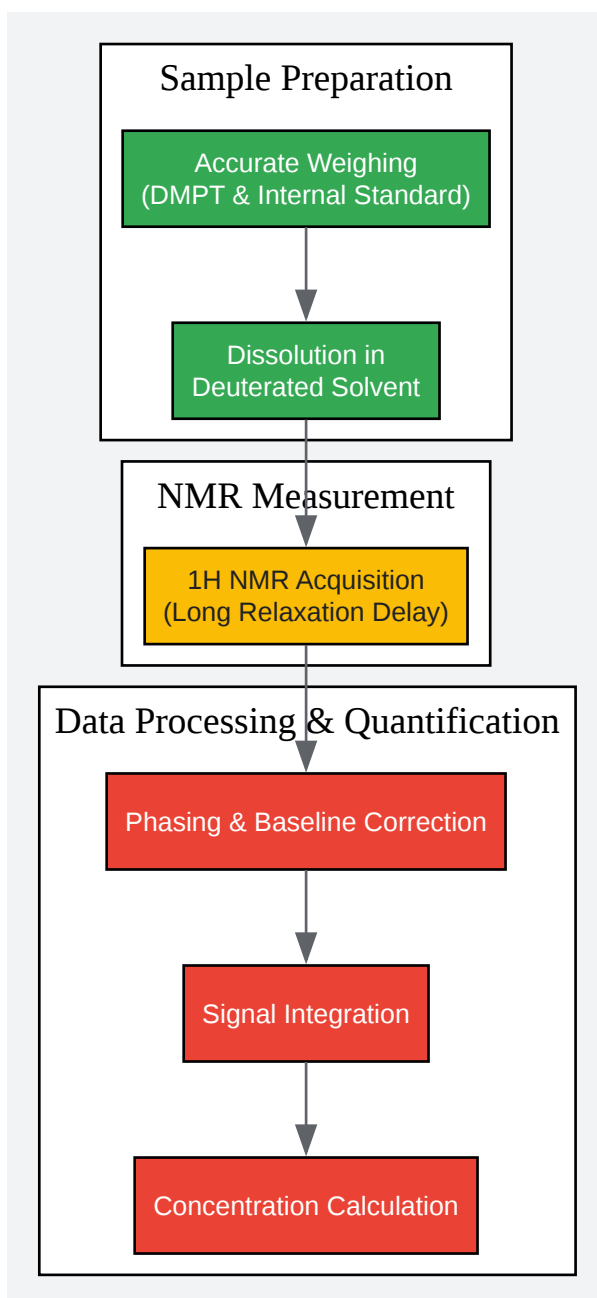 Sample Preparation
Accurate Weighing
(DMPT & Internal Standard)
Dissolution in
Deuterated Solvent
NMR Measurement
1H NMR Acquisition
(Long Relaxation Delay)
Data Processing & Quantification
Phasing & Baseline Correction
Signal Integration
Concentration Calculation